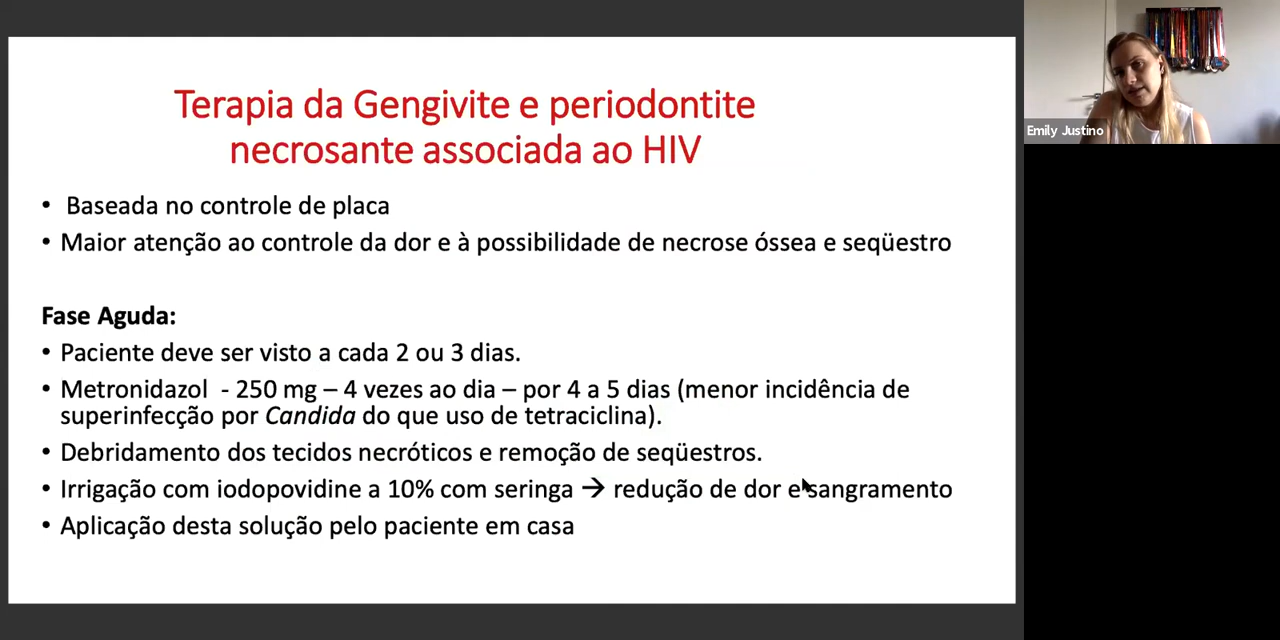 Terapia da Gengivite e periodontite
necrosante associada ao HIV
• Baseada no controle de placa
• Maior atenção ao controle da dor e à possibilidade de necrose óssea e seqüestro
Fase Aguda:
• Paciente deve ser visto a cada 2 ou 3 dias.
• Metronidazol - 250 mg – 4 vezes ao dia – por 4 a 5 dias (menor incidência de
superinfecção por Candida do que uso de tetraciclina).
• Debridamento dos tecidos necróticos e remoção de seqüestros.
• Irrigação com iodopovidine a 10% com seringa → redução de dor e sangramento
• Aplicação desta solução pelo paciente em casa
Emily Justino